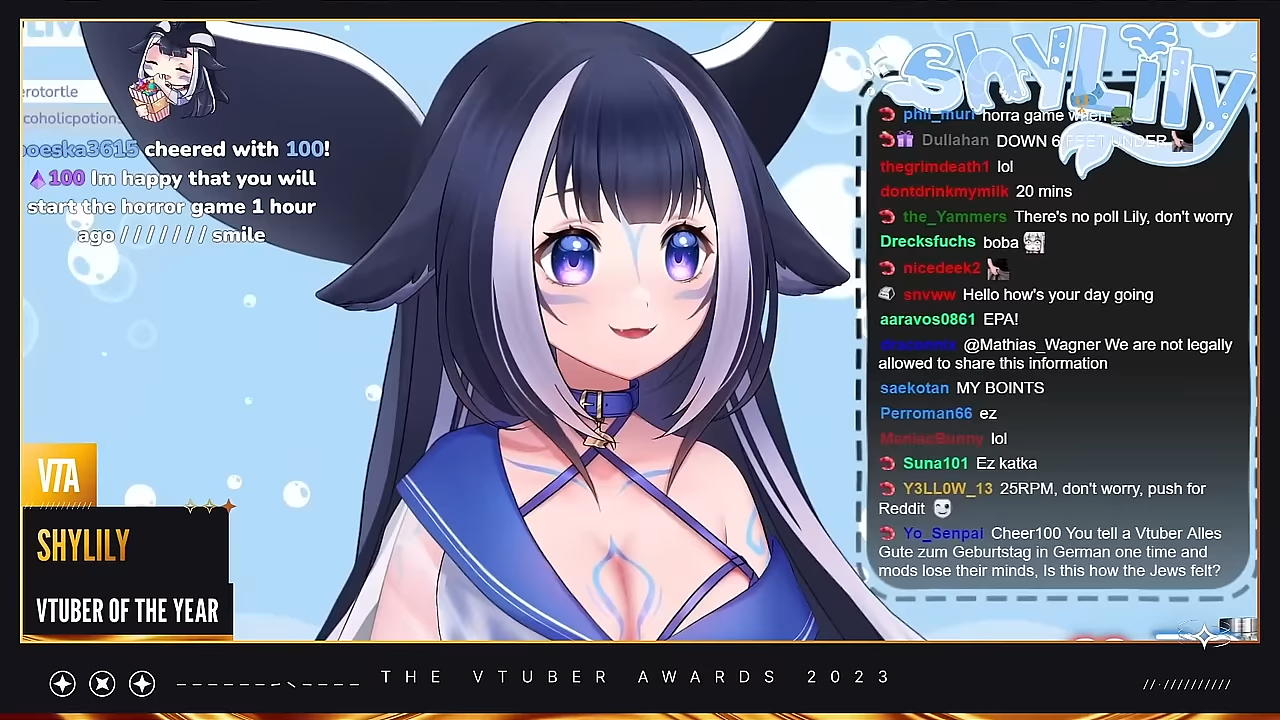 LIV
erotortle
coholicpotion
poeska3615 cheered with 100!
100 Im happy that you will
start the horror game 1 hour
ago / / / / / / / smile
VTA
SHYLILY
VTUBER OF THE YEAR
shyLily
phil_murl horra game when
Dullahan DOWN 6 FEET UNDER
thegrimdeath1 lol
dontdrinkmymilk 20 mins
the_Yammers There's no poll Lily, don't worry
Drecksfuchs boba
nicedeek2
snvww Hello how's your day going
aaravos0861 EPA!
@Mathias_Wagner We are not legally
allowed to share this information
saekotan MY BOINTS
Perroman66 ez
ManiacBunny lol
Suna101 Ez katka
Y3LL0W_13 25RPM, don't worry, push for
Reddit
Yo_Senpai Cheer100 You tell a Vtuber Alles
Gute zum Geburtstag in German one time and
mods lose their minds, Is this how the Jews felt?
THE VTUBER AWARDS 2023